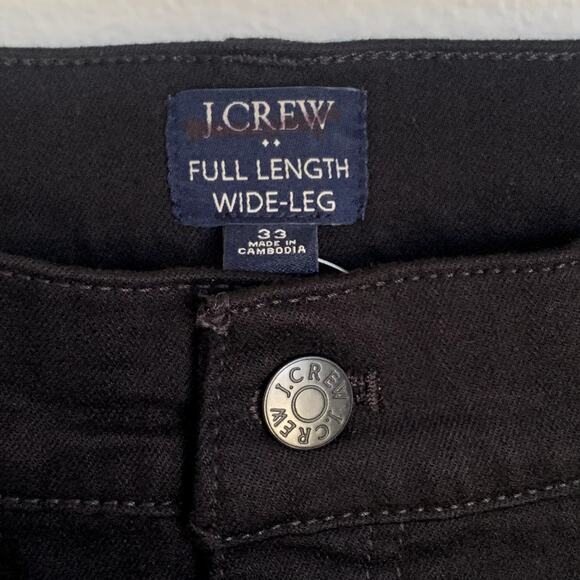 J.CREW
FULL LENGTH
WIDE-LEG
33
MADE IN
CAMBODIA
J.CREW J.CREW